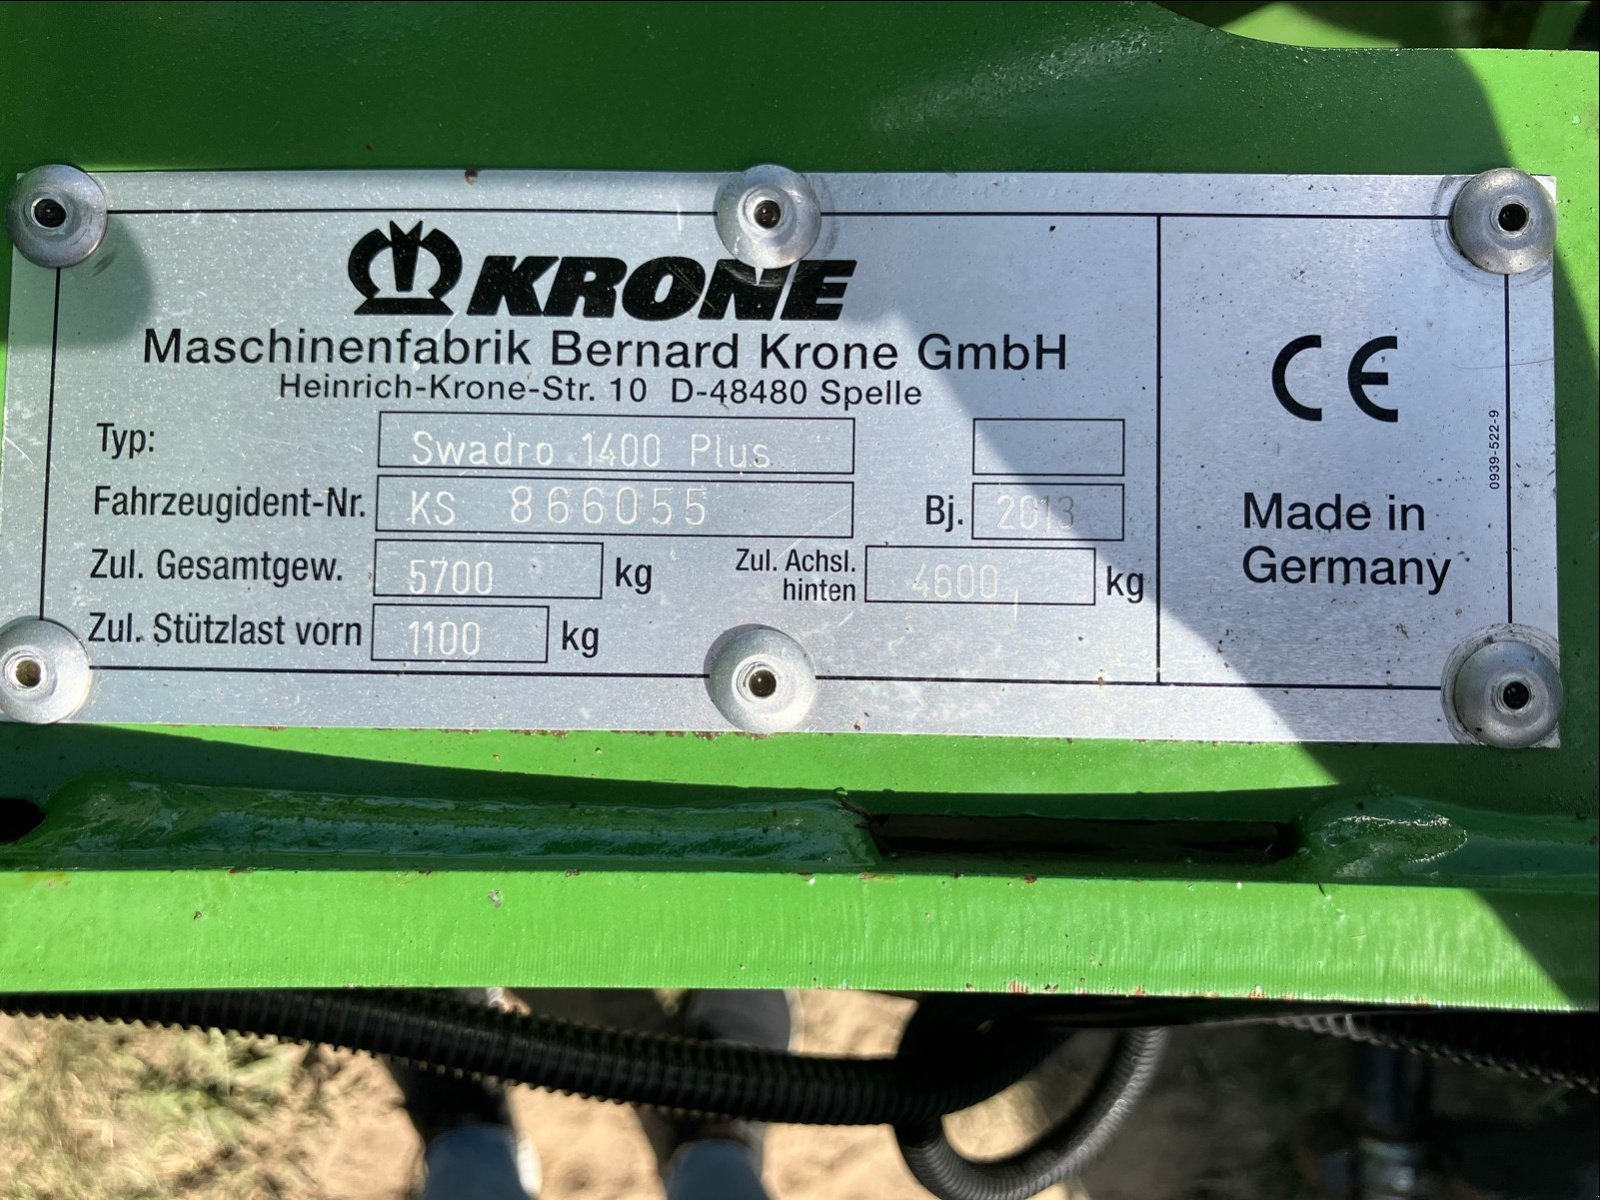 KRONE
Maschinenfabrik Bernard Krone GmbH
Heinrich-Krone-Str. 10 D-48480 Spelle
Typ: Swadro 1400 Plus
Fahrzeugident-Nr. KS 866055 Bj. 2013
Zul. Gesamtgew. 5700 kg Zul. Achsl. hinten 4600 kg
Zul. Stützlast vorn 1100 kg
CE
0939-522-9
Made in
Germany